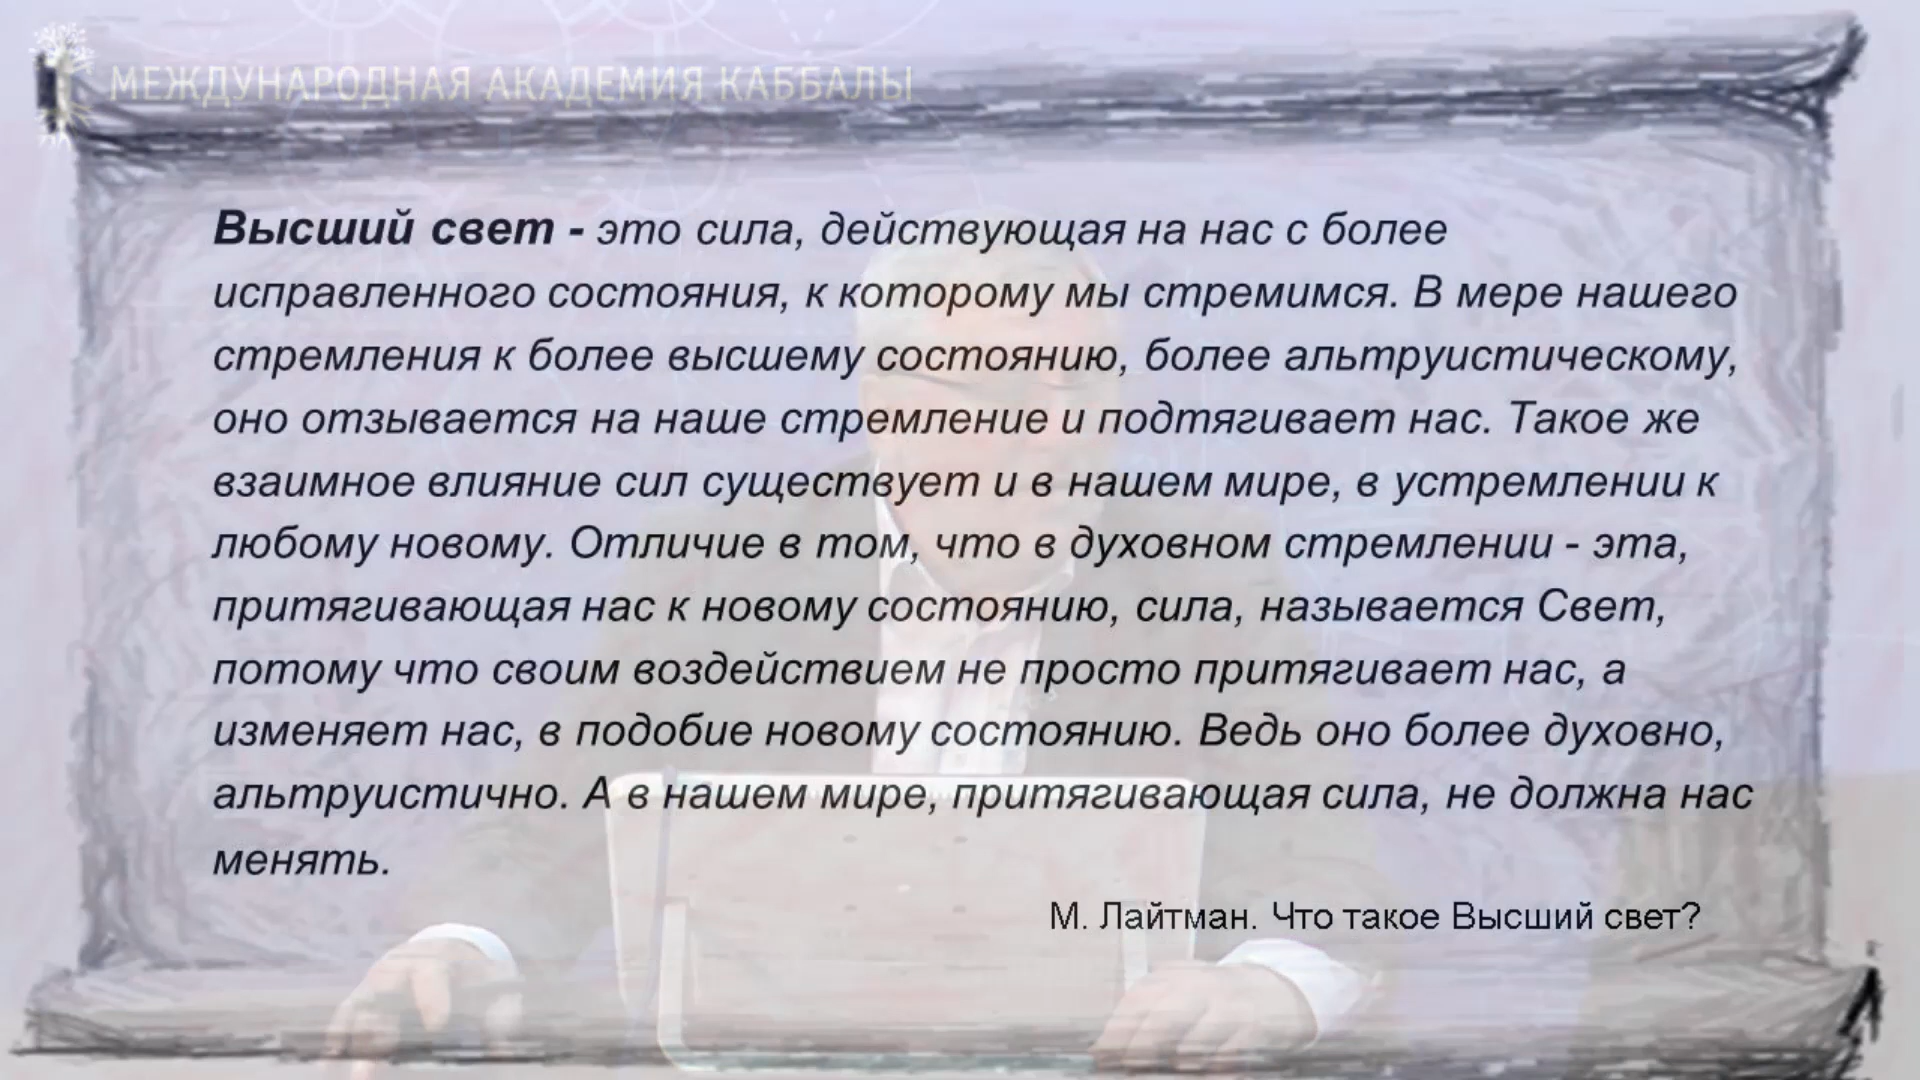 МЕЖДУНАРОДНАЯ АКАДЕМИЯ КАББАЛЫ
Высший свет - это сила, действующая на нас с более
исправленного состояния, к которому мы стремимся. В мере нашего
стремления к более высшему состоянию, более альтруистическому,
оно отзывается на наше стремление и подтягивает нас. Такое же
взаимное влияние сил существует и в нашем мире, в устремлении к
любому новому. Отличие в том, что в духовном стремлении - эта,
притягивающая нас к новому состоянию, сила, называется Свет,
потому что своим воздействием не просто притягивает нас, а
изменяет нас, в подобие новому состоянию. Ведь оно более духовно,
альтруистично. А в нашем мире, притягивающая сила, не должна нас
менять.
М. Лайтман. Что такое Высший свет?